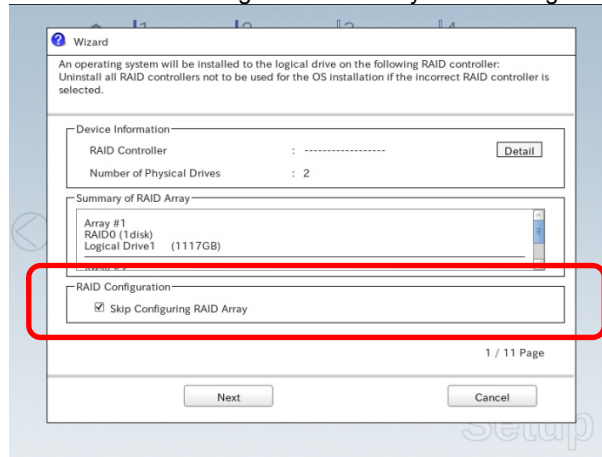 Wizard
An operating system will be installed to the logical drive on the following RAID controller:
Uninstall all RAID controllers not to be used for the OS installation if the incorrect RAID controller is
selected.
Device Information
RAID Controller : ----------------- Detail
Number of Physical Drives : 2
Summary of RAID Array
Array #1
RAID0 (1disk)
Logical Drive1 (1117GB)
RAID Configuration
Skip Configuring RAID Array
1 / 11 Page
Next Cancel
Setup